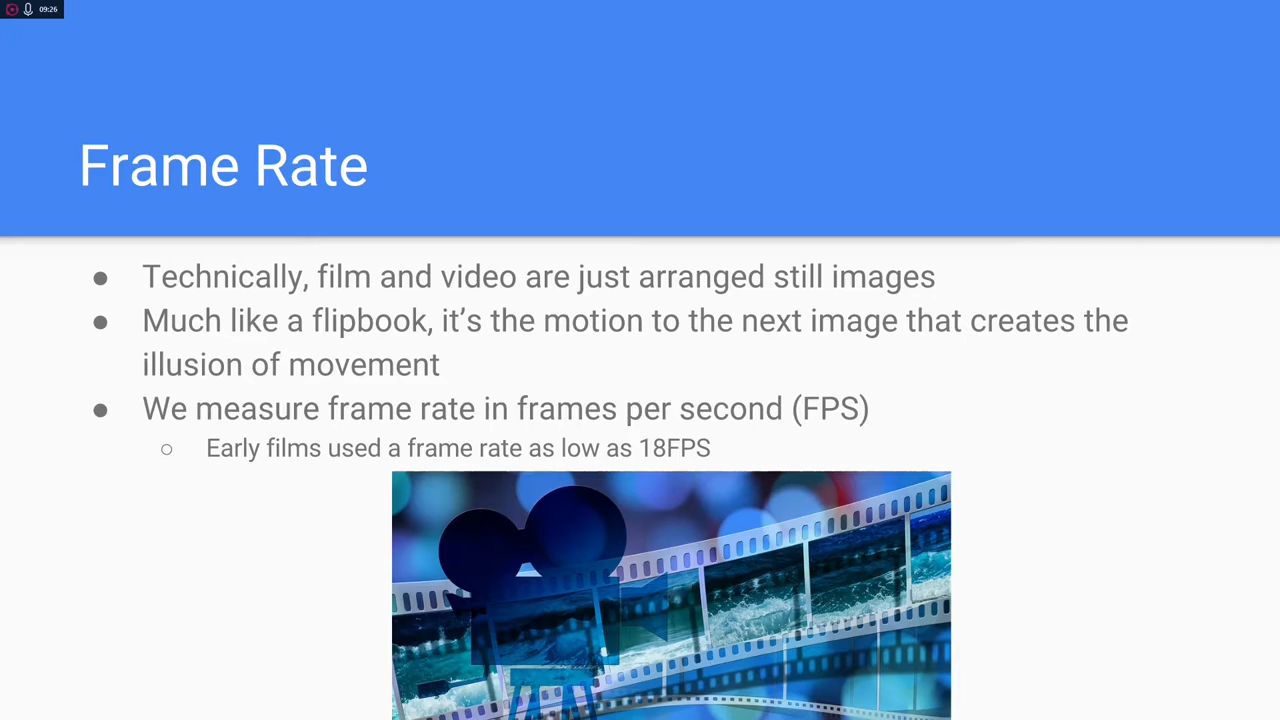 09:26
Frame Rate
● Technically, film and video are just arranged still images
● Much like a flipbook, it’s the motion to the next image that creates the
illusion of movement
● We measure frame rate in frames per second (FPS)
○ Early films used a frame rate as low as 18FPS